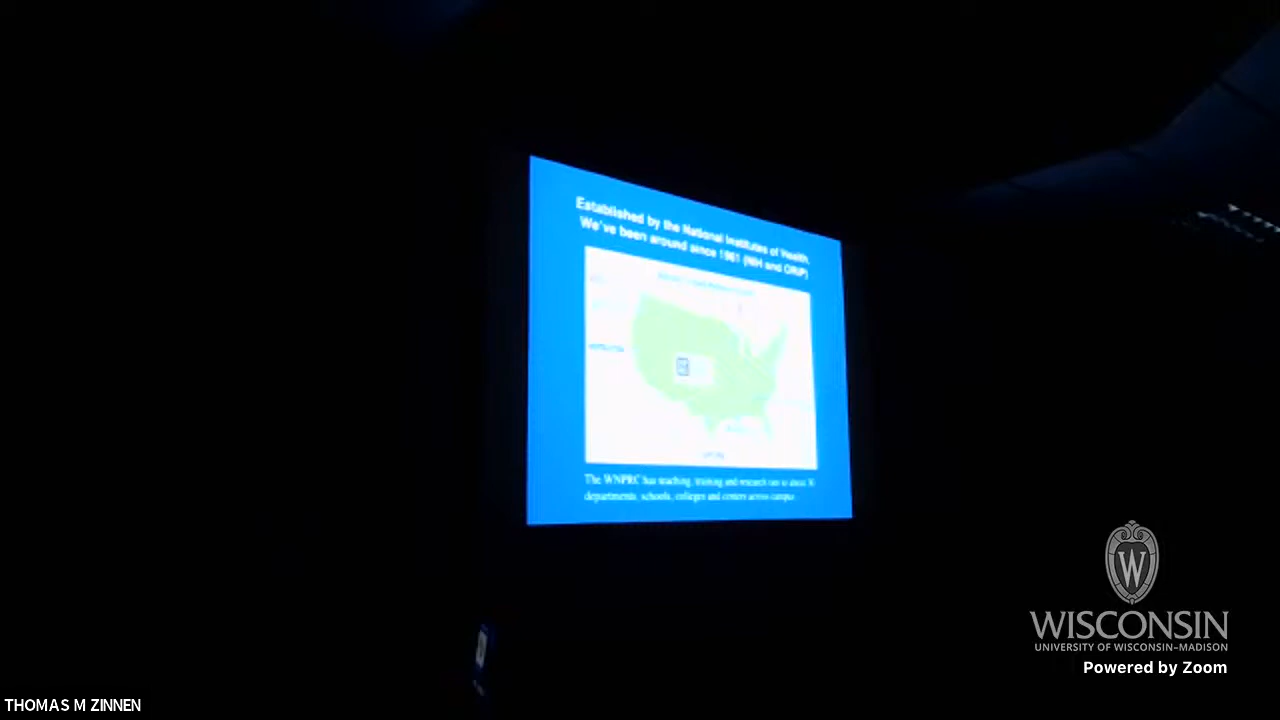 Established by the National Institutes of Health,
We've been around since 1961 (NIH and ORIP)
The WNPRC has teaching, training and research ties to about
departments, schools, colleges and centers across campus
W
WISCONSIN
UNIVERSITY OF WISCONSIN–MADISON
Powered by Zoom
THOMAS M ZINNEN